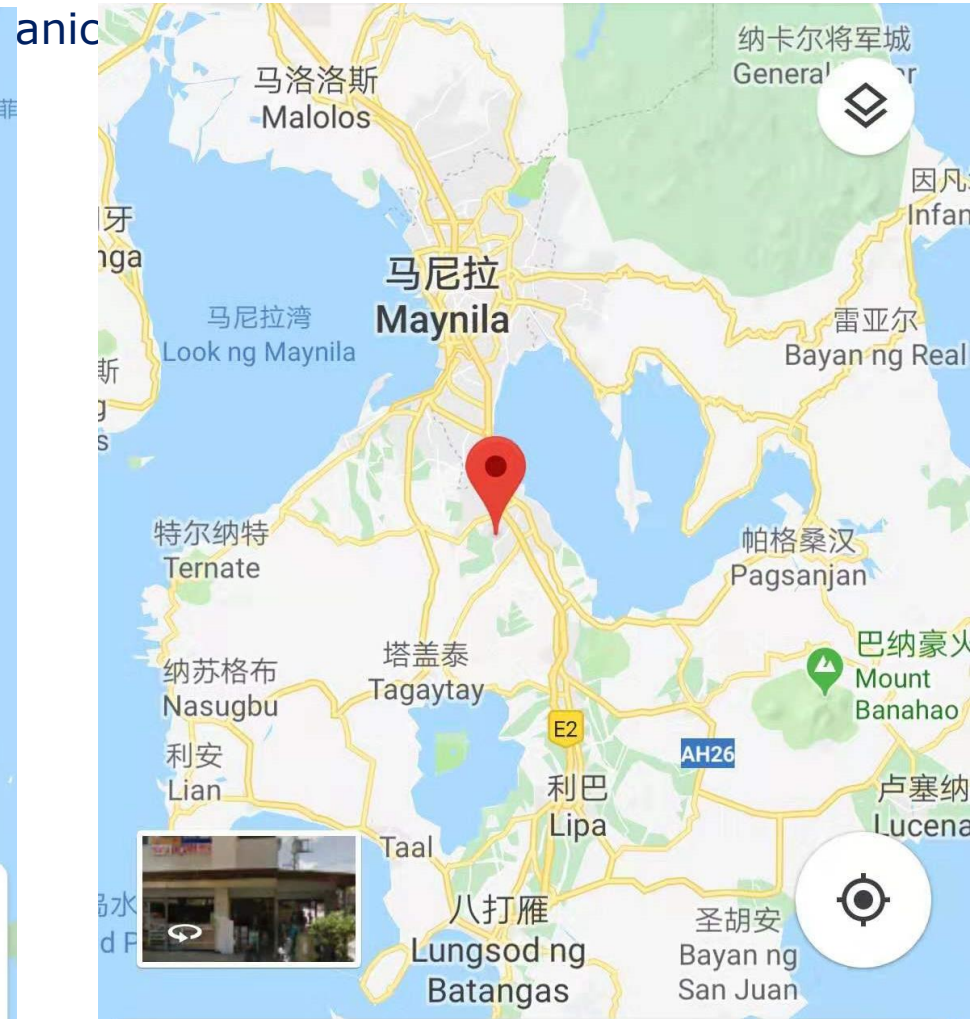 anic
菲
纳卡尔将军城
General
马洛洛斯
Malolos
因凡
Infan
牙
nga
马尼拉
Maynila
马尼拉湾
Look ng Maynila
雷亚尔
Bayan ng Real
斯
g
s
特尔纳特
Ternate
帕格桑汉
Pagsanjan
塔盖泰
Tagaytay
纳苏格布
Nasugbu
巴纳豪火
Mount
Banahao
E2
AH26
利安
Lian
利巴
Lipa
卢塞纳
Lucena
Taal
岛水
d P
八打雁
Lungsod ng
Batangas
圣胡安
Bayan ng
San Juan